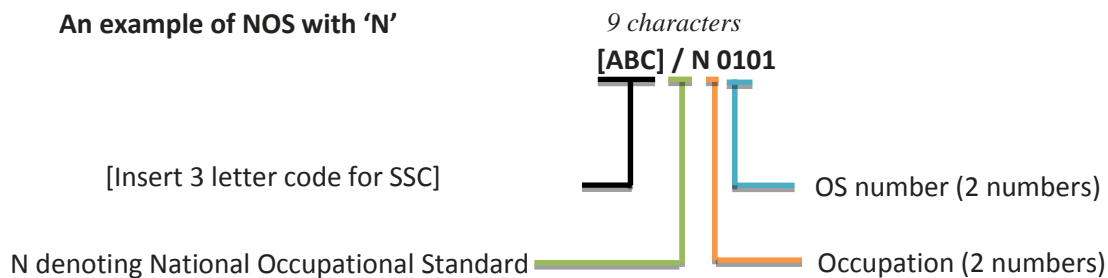 An example of NOS with ‘N’
9 characters
[ABC] / N 0101
[Insert 3 letter code for SSC]
OS number (2 numbers)
N denoting National Occupational Standard
Occupation (2 numbers)